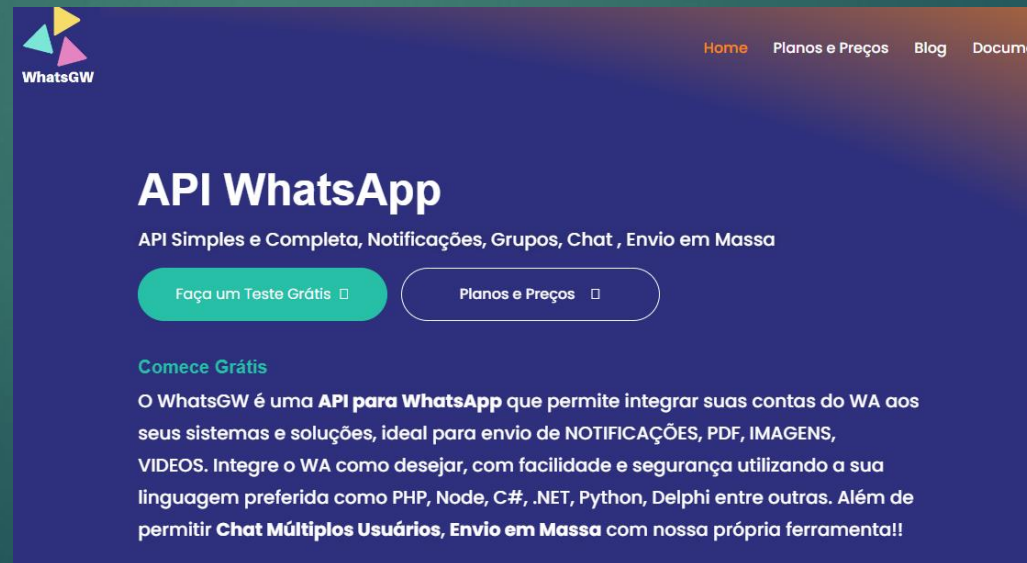 WhatsGW
Home Planos e Preços Blog
API WhatsApp
API Simples e Completa, Notificações, Grupos, Chat , Envio em Massa
Faça um Teste Grátis Planos e Preços
Comece Grátis
O WhatsGW é uma API para WhatsApp que permite integrar suas contas do WA aos
seus sistemas e soluções, ideal para envio de NOTIFICAÇÕES, PDF, IMAGENS,
VIDEOS. Integre o WA como desejar, com facilidade e segurança utilizando a sua
linguagem preferida como PHP, Node, C#, .NET, Python, Delphi entre outras. Além de
permitir Chat Múltiplos Usuários, Envio em Massa com nossa própria ferramenta!!